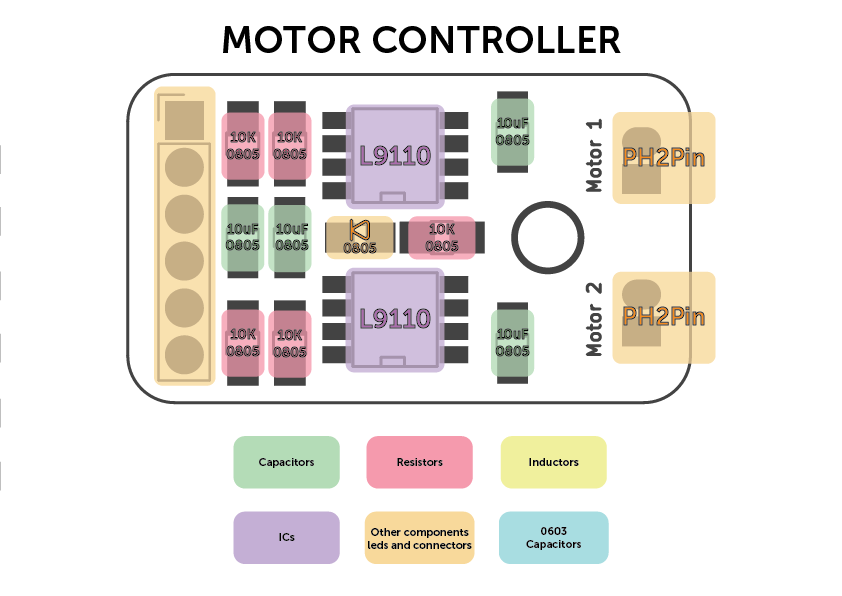 MOTOR CONTROLLER
10K
0805
10K
0805
L9110
10uF
0805
Motor 1
PH2Pin
10uF
0805
10uF
0805
0805
10K
0805
10K
0805
10K
0805
L9110
10uF
0805
Motor 2
PH2Pin
Capacitors
Resistors
Inductors
ICs
Other components
leds and connectors
0603
Capacitors